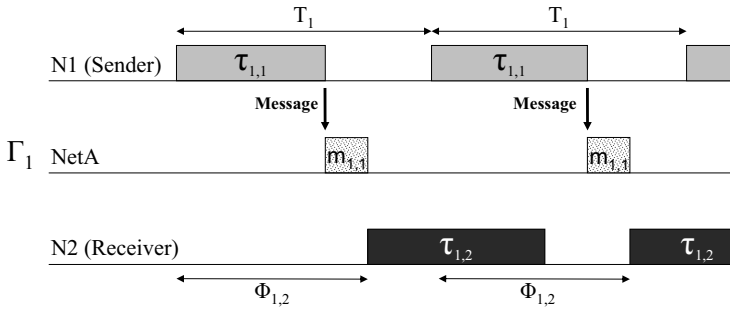 T₁ T₁
N1 (Sender) τ₁,₁ τ₁,₁
Message Message
Γ₁ NetA m₁,₁ m₁,₁
N2 (Receiver) τ₁,₂ τ₁,₂
Φ₁,₂ Φ₁,₂